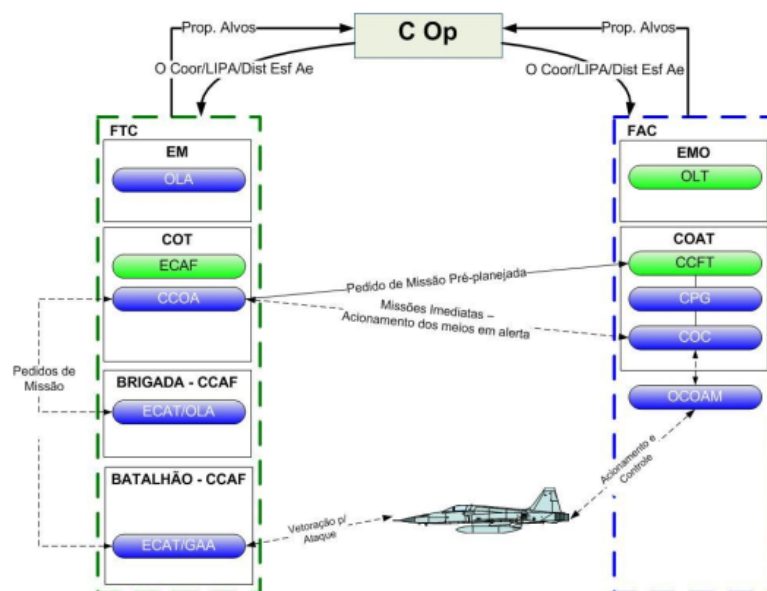 Prop. Alvos
C Op
Prop. Alvos
O Coor/LIPA/Dist Esf Ae
O Coor/LIPA/Dist Esf Ae
FTC
EM
OLA
COT
ECAF
CCOA
Pedidos de
Missão
BRIGADA - CCAF
ECAT/OLA
BATALHÃO - CCAF
ECAT/GAA
Pedido de Missão Pré-planejada
Missões Imediatas –
Acionamento dos meios em alerta
Vetoração p/
Ataque
Acionamento e
Controle
FAC
EMO
OLT
COAT
CCFT
CPG
COC
OCOAM